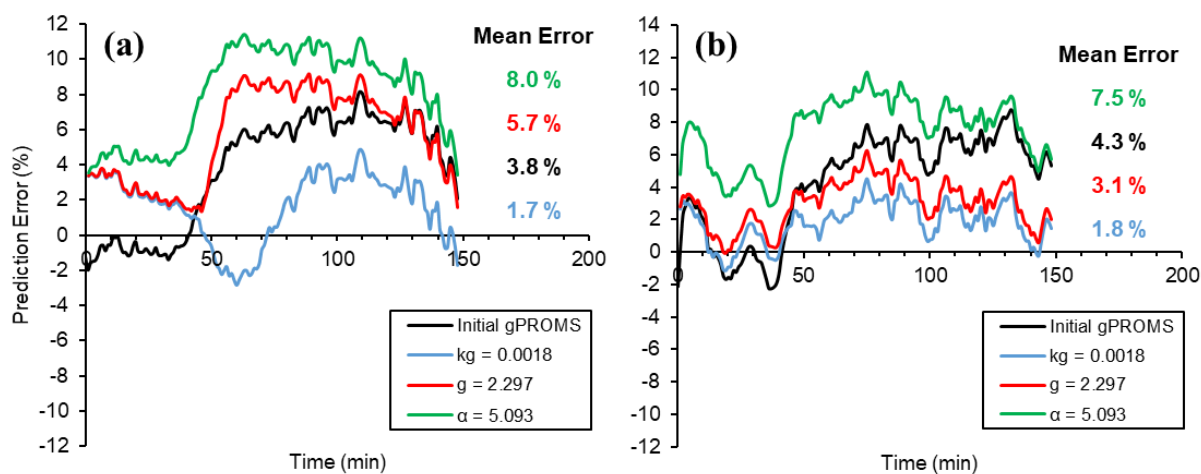 (a)
Mean Error
8.0 %
5.7 %
3.8 %
1.7 %
12
10
8
6
4
2
0
-2
-4
-6
-8
-10
-12
0 50 100 150 200
Prediction Error (%)
Time (min)
Initial gPROMS
kg = 0.0018
g = 2.297
α = 5.093
(b)
Mean Error
7.5 %
4.3 %
3.1 %
1.8 %
14
12
10
8
6
4
2
0
-2
-4
-6
-8
-10
-12
0 50 100 150 200
Time (min)
Initial gPROMS
kg = 0.0018
g = 2.297
α = 5.093